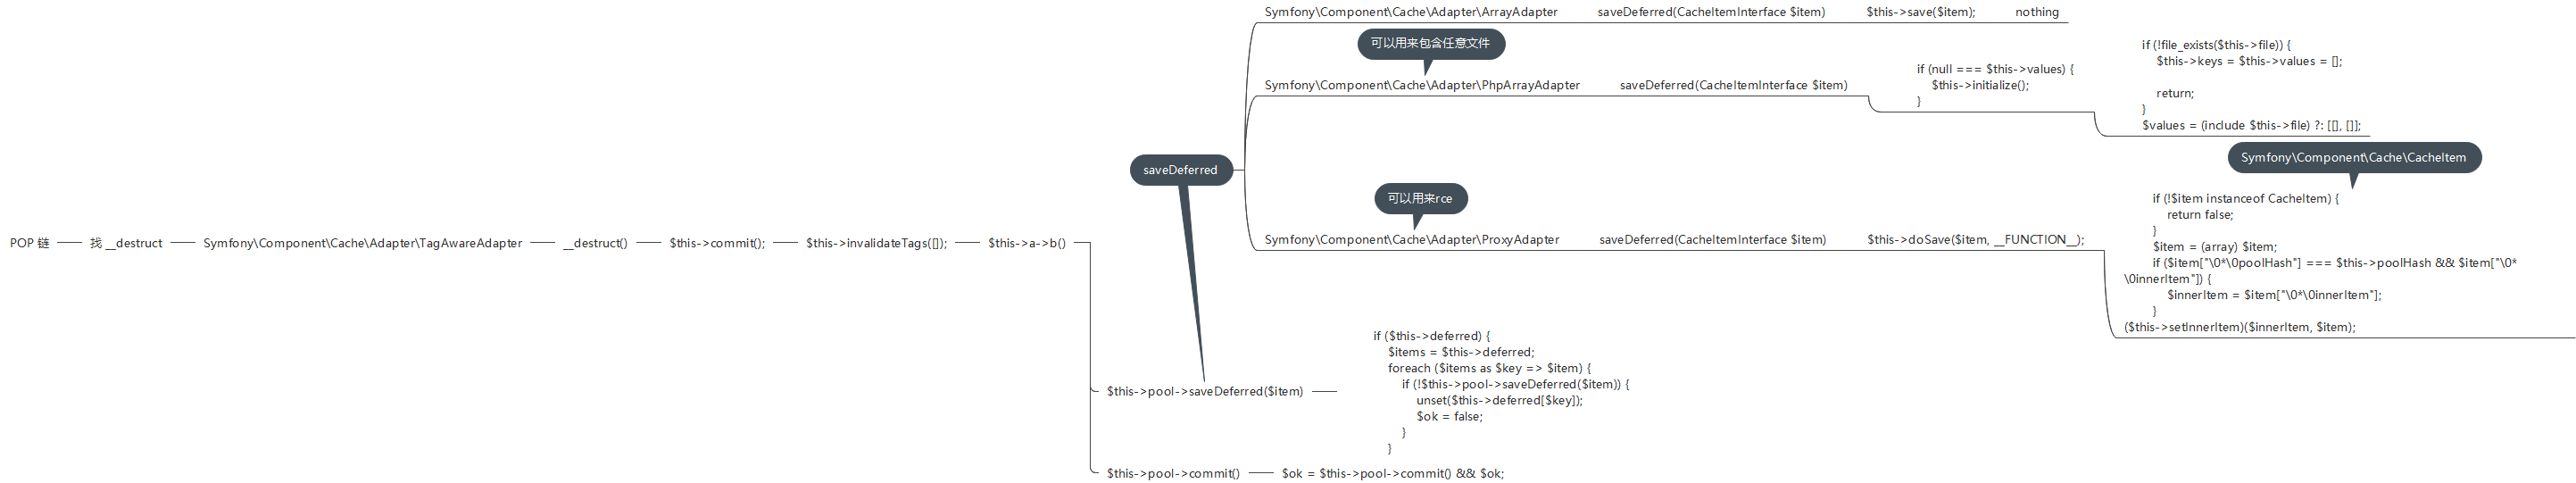 POP 链
找 __destruct
Symfony\Component\Cache\Adapter\TagAwareAdapter
__destruct()
$this->commit();
$this->invalidateTags([]);
$this->a->b()
saveDeferred
Symfony\Component\Cache\Adapter\ArrayAdapter
saveDeferred(CacheItemInterface $item)
$this->save($item);
nothing
可以用来包含任意文件
Symfony\Component\Cache\Adapter\PhpArrayAdapter
saveDeferred(CacheItemInterface $item)
if (null === $this->values) {
$this->initialize();
}
if (!file_exists($this->file)) {
$this->keys = $this->values = [];
return;
}
$values = (include $this->file) ?: [[], []];
可以用来rce
Symfony\Component\Cache\Adapter\ProxyAdapter
saveDeferred(CacheItemInterface $item)
$this->doSave($item, __FUNCTION__);
Symfony\Component\Cache\CacheItem
if (!$item instanceof CacheItem) {
return false;
}
$item = (array) $item;
if ($item["\0*\0poolHash"] === $this->poolHash && $item["\0*
\0innerItem"]) {
$innerItem = $item["\0*\0innerItem"];
}
($this->setInnerItem)($innerItem, $item);
$this->pool->saveDeferred($item)
if ($this->deferred) {
$items = $this->deferred;
foreach ($items as $key => $item) {
if (!$this->pool->saveDeferred($item)) {
unset($this->deferred[$key]);
$ok = false;
}
}
$this->pool->commit()
$ok = $this->pool->commit() && $ok;